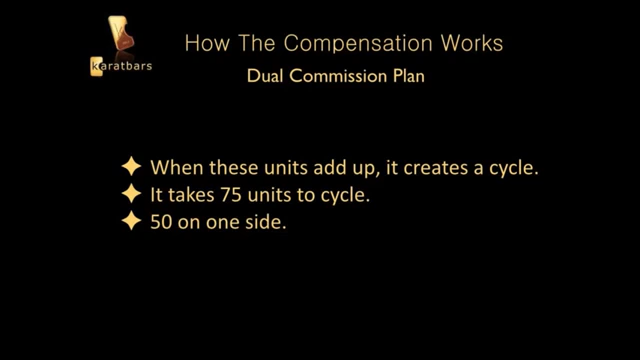 How The Compensation Works
karatbars
Dual Commission Plan
When these units add up, it creates a cycle.
It takes 75 units to cycle.
50 on one side.